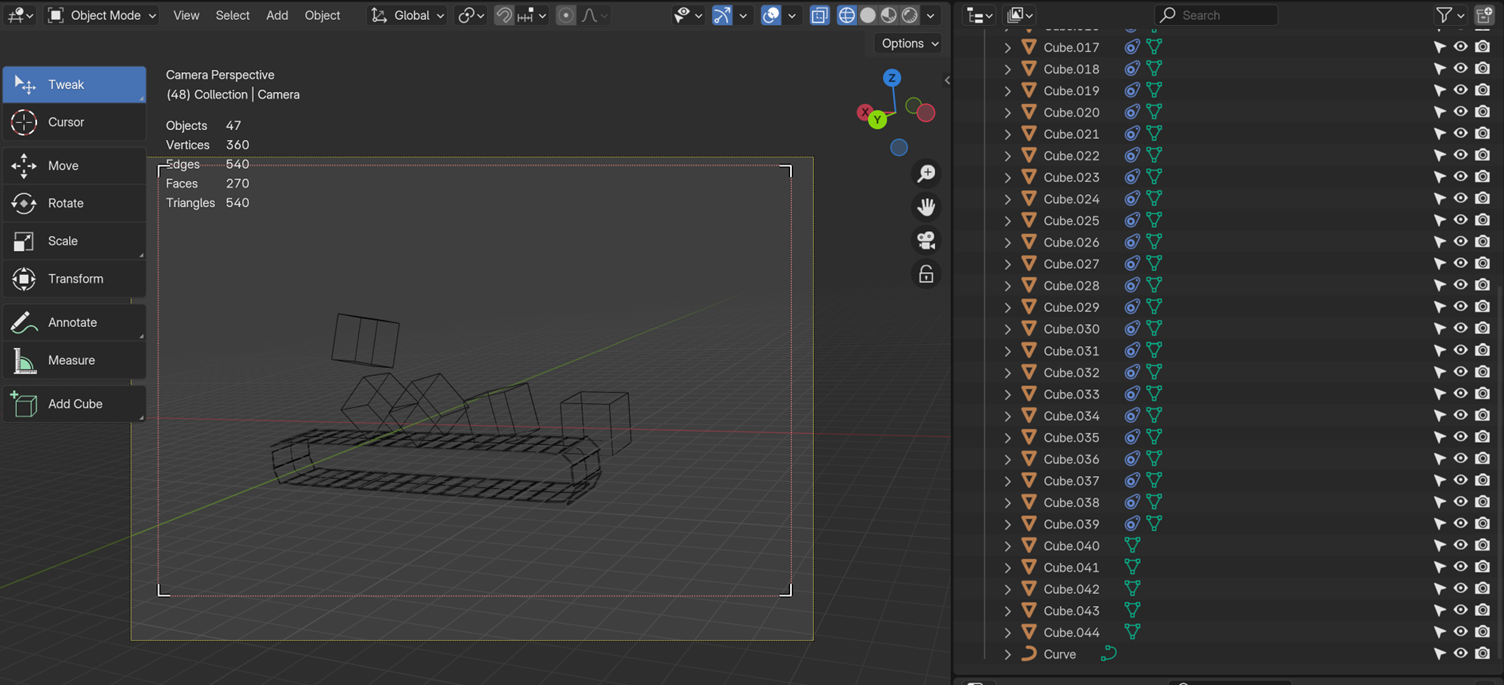 Object Mode View Select Add Object Global Search
Options
Tweak
Cursor
Move
Rotate
Scale
Transform
Annotate
Measure
Add Cube
Camera Perspective
(48) Collection | Camera
Objects 47
Vertices 360
Edges 540
Faces 270
Triangles 540
Z
X
Y
Cube.017
Cube.018
Cube.019
Cube.020
Cube.021
Cube.022
Cube.023
Cube.024
Cube.025
Cube.026
Cube.027
Cube.028
Cube.029
Cube.030
Cube.031
Cube.032
Cube.033
Cube.034
Cube.035
Cube.036
Cube.037
Cube.038
Cube.039
Cube.040
Cube.041
Cube.042
Cube.043
Cube.044
Curve